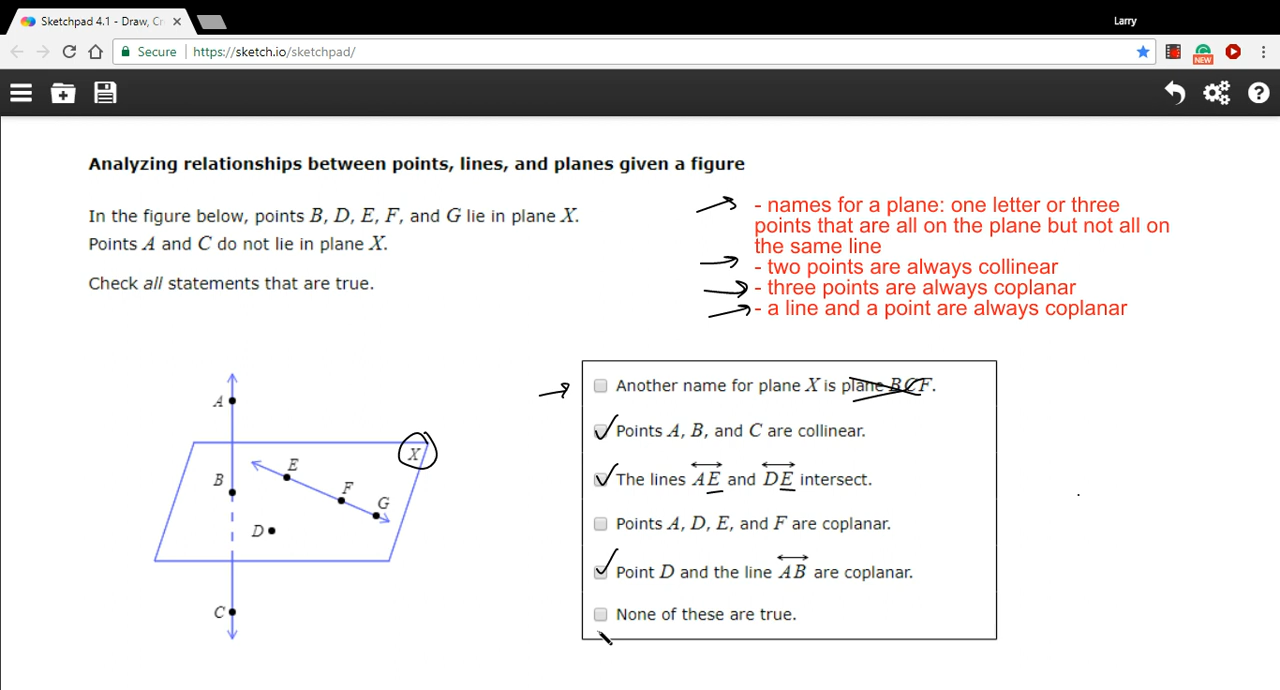 Larry
Sketchpad 4.1 - Draw, Cr
Secure https://sketch.io/sketchpad/
NEW
Analyzing relationships between points, lines, and planes given a figure
In the figure below, points B, D, E, F, and G lie in plane X.
Points A and C do not lie in plane X.
Check all statements that are true.
- names for a plane: one letter or three
points that are all on the plane but not all on
the same line
- two points are always collinear
- three points are always coplanar
- a line and a point are always coplanar
A
B
C
D
E
F
G
X
Another name for plane X is plane BCF.
Points A, B, and C are collinear.
The lines AE and DE intersect.
Points A, D, E, and F are coplanar.
Point D and the line AB are coplanar.
None of these are true.